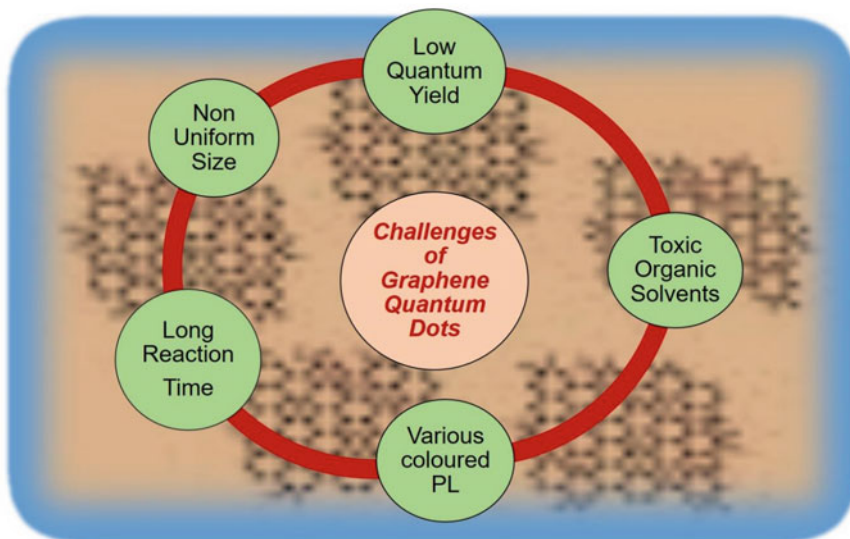 Low
Quantum
Yield
Non
Uniform
Size
Challenges
of
Graphene
Quantum
Dots
Toxic
Organic
Solvents
Long
Reaction
Time
Various
coloured
PL